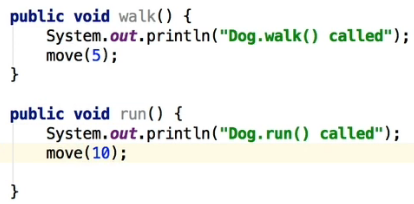 public void walk() {
    System.out.println("Dog.walk() called");
    move(5);
}

public void run() {
    System.out.println("Dog.run() called");
    move(10);

}